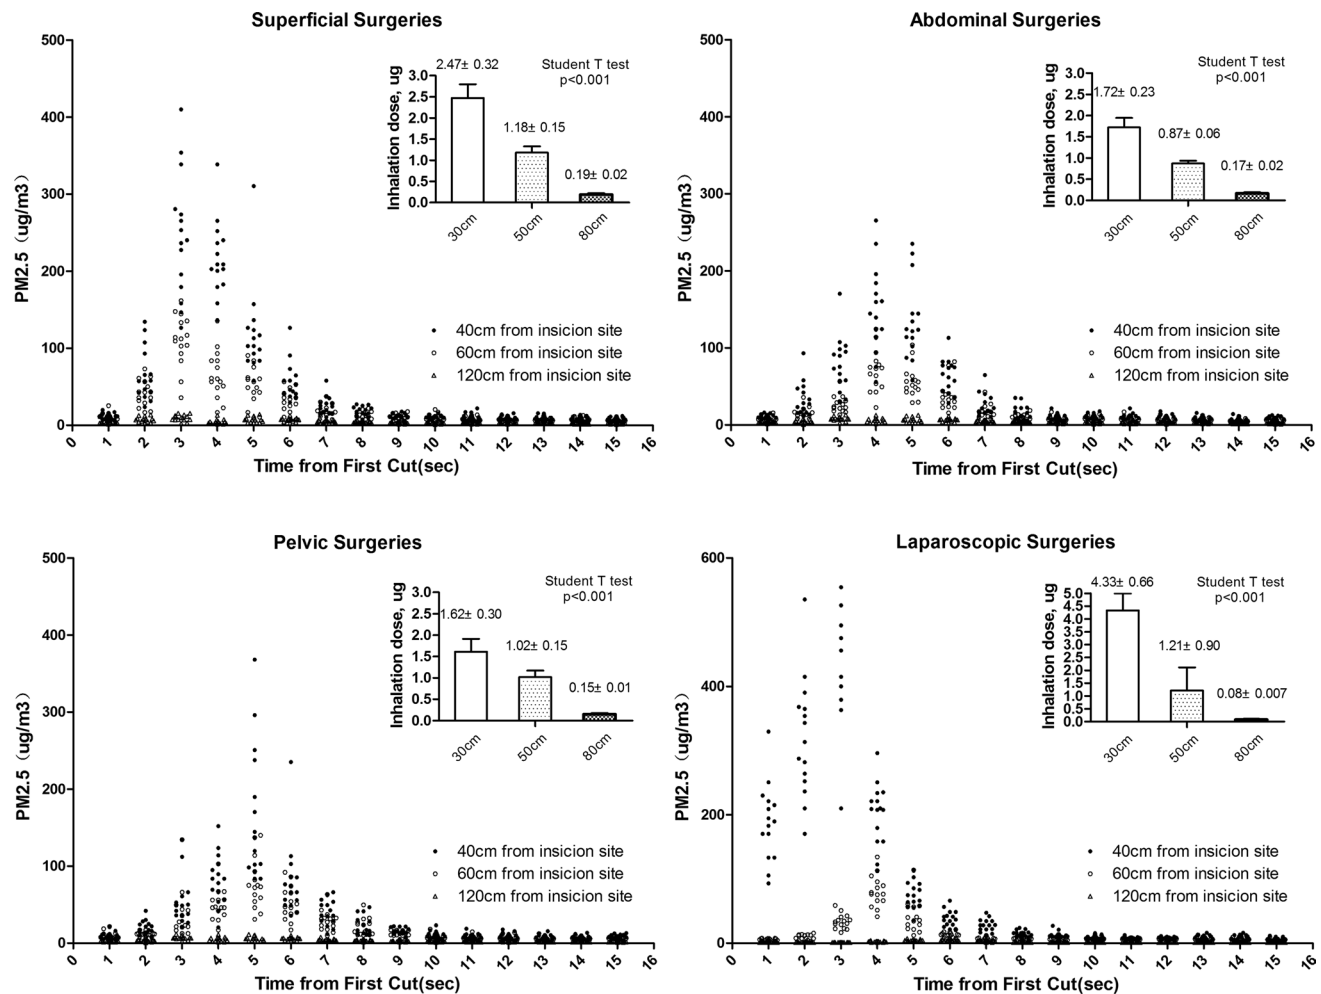 Superficial Surgeries
500
400
300
200
100
0
PM2.5（ug/m3）
0 1 2 3 4 5 6 7 8 9 10 11 12 13 14 15 16
Time from First Cut(sec)
40cm from insicion site
60cm from insicion site
120cm from insicion site
Inhalation dose, ug
3.0
2.5
2.0
1.5
1.0
0.5
0.0
2.47± 0.32
1.18± 0.15
0.19± 0.02
Student T test
p<0.001
30cm
50cm
80cm
Abdominal Surgeries
500
400
300
200
100
0
PM2.5（ug/m3）
0 1 2 3 4 5 6 7 8 9 10 11 12 13 14 15 16
Time from First Cut(sec)
40cm from insicion site
60cm from insicion site
120cm from insicion site
Inhalation dose, ug
3.0
2.5
2.0
1.5
1.0
0.5
0.0
1.72± 0.23
0.87± 0.06
0.17± 0.02
Student T test
p<0.001
30cm
50cm
80cm
Pelvic Surgeries
500
400
300
200
100
0
PM2.5（ug/m3）
0 1 2 3 4 5 6 7 8 9 10 11 12 13 14 15 16
Time from First Cut(sec)
40cm from insicion site
60cm from insicion site
120cm from insicion site
Inhalation dose, ug
3.0
2.5
2.0
1.5
1.0
0.5
0.0
1.62± 0.30
1.02± 0.15
0.15± 0.01
Student T test
p<0.001
30cm
50cm
80cm
Laparoscopic Surgeries
600
400
200
0
PM2.5（ug/m3）
0 1 2 3 4 5 6 7 8 9 10 11 12 13 14 15 16
Time from First Cut(sec)
40cm from insicion site
60cm from insicion site
120cm from insicion site
Inhalation dose, ug
5.0
4.5
4.0
3.5
3.0
2.5
2.0
1.5
1.0
0.5
0.0
4.33± 0.66
1.21± 0.90
0.08± 0.007
Student T test
p<0.001
30cm
50cm
80cm